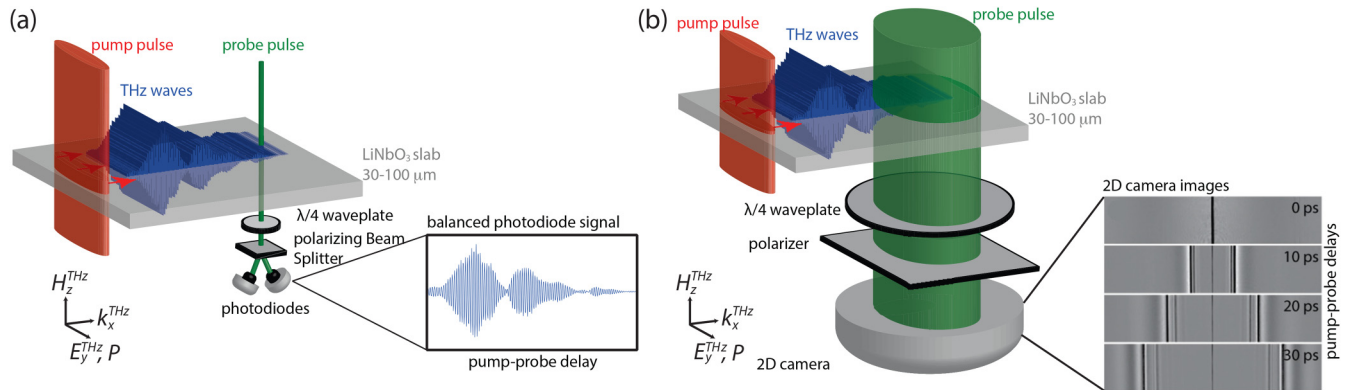 (a)
pump pulse
probe pulse
THz waves
LiNbO₃ slab
30-100 μm
λ/4 waveplate
polarizing Beam
Splitter
photodiodes
balanced photodiode signal
pump-probe delay
H_z^THz
k_x^THz
E_y^THz, P
(b)
probe pulse
pump pulse
THz waves
LiNbO₃ slab
30-100 μm
λ/4 waveplate
polarizer
2D camera
H_z^THz
k_x^THz
E_y^THz, P
2D camera images
0 ps
10 ps
20 ps
30 ps
pump-probe delays